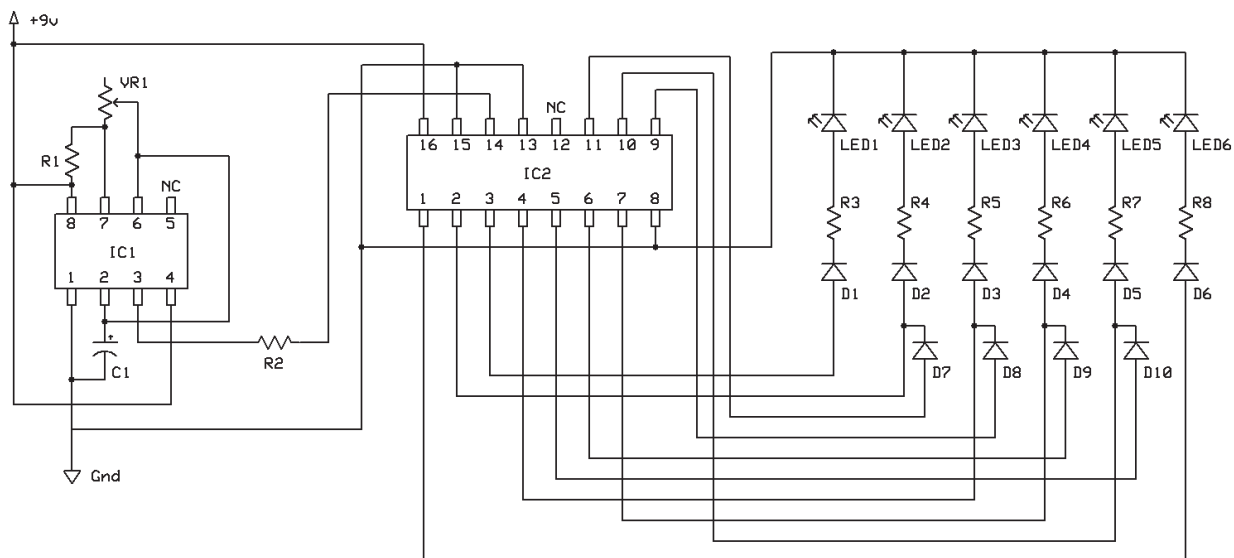 +9v
VR1
R1
NC
8 7 6 5
IC1
1 2 3 4
C1
R2
Gnd
NC
16 15 14 13 12 11 10 9
IC2
1 2 3 4 5 6 7 8
LED1 LED2 LED3 LED4 LED5 LED6
R3 R4 R5 R6 R7 R8
D1 D2 D3 D4 D5 D6
D7 D8 D9 D10